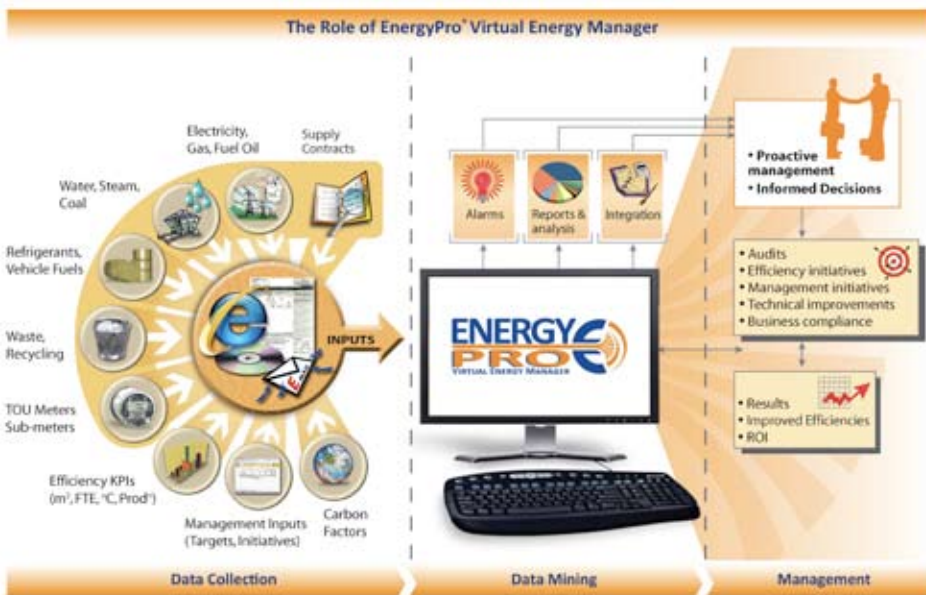 The Role of EnergyPro® Virtual Energy Manager
Supply
Contracts
Electricity,
Gas, Fuel Oil
Water, Steam,
Coal
Refrigerants,
Vehicle Fuels
Waste,
Recycling
TOU Meters
Sub-meters
Efficiency KPIs
(m², FTE, °C, Prodⁿ)
Management Inputs
(Targets, Initiatives)
Carbon
Factors
INPUTS
Alarms
Reports &
analysis
Integration
ENERGY
PRO
VIRTUAL ENERGY MANAGER
• Proactive
management
• Informed Decisions
• Audits
• Efficiency initiatives
• Management initiatives
• Technical improvements
• Business compliance
• Results
• Improved Efficiencies
• ROI
Data Collection
Data Mining
Management